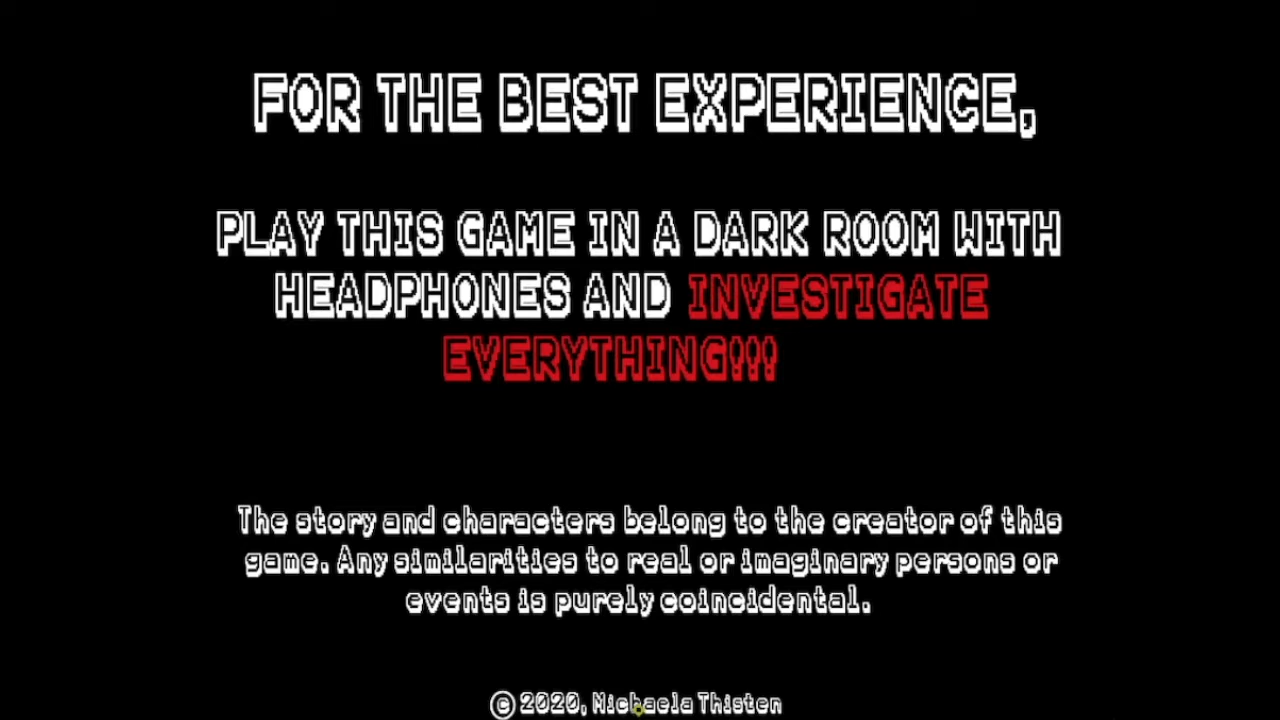 FOR THE BEST EXPERIENCE,
PLAY THIS GAME IN A DARK ROOM WITH
HEADPHONES AND INVESTIGATE
EVERYTHING!!!
The story and characters belong to the creator of this
game. Any similarities to real or imaginary persons or
events is purely coincidental.
© 2020, Michaela Thisten